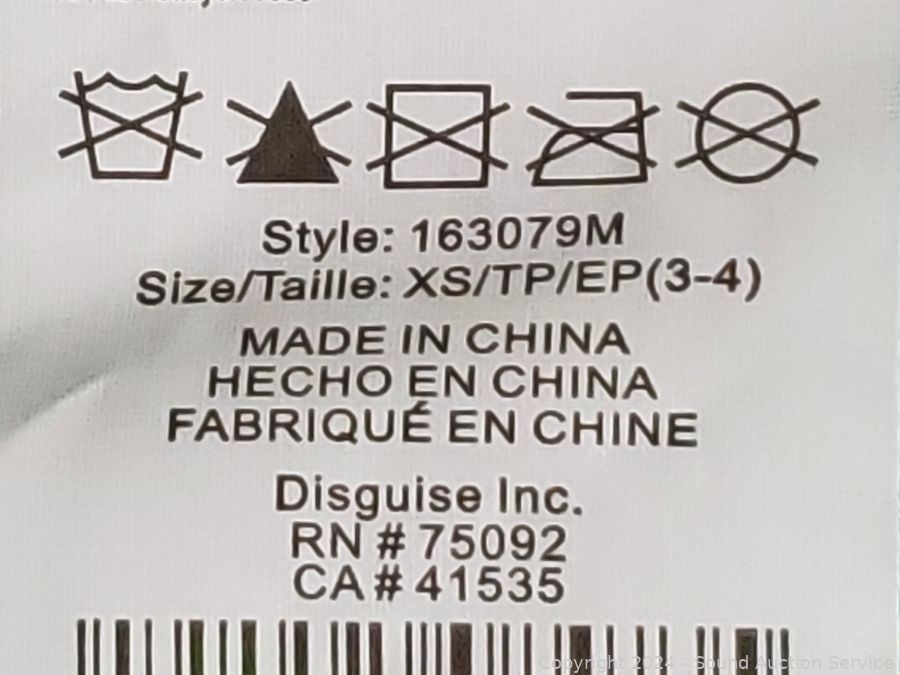 Style: 163079M
Size/Taille: XS/TP/EP(3-4)
MADE IN CHINA
HECHO EN CHINA
FABRIQUÉ EN CHINE
Disguise Inc.
RN # 75092
CA # 41535
Copyright 2024 - Sound Auction Service